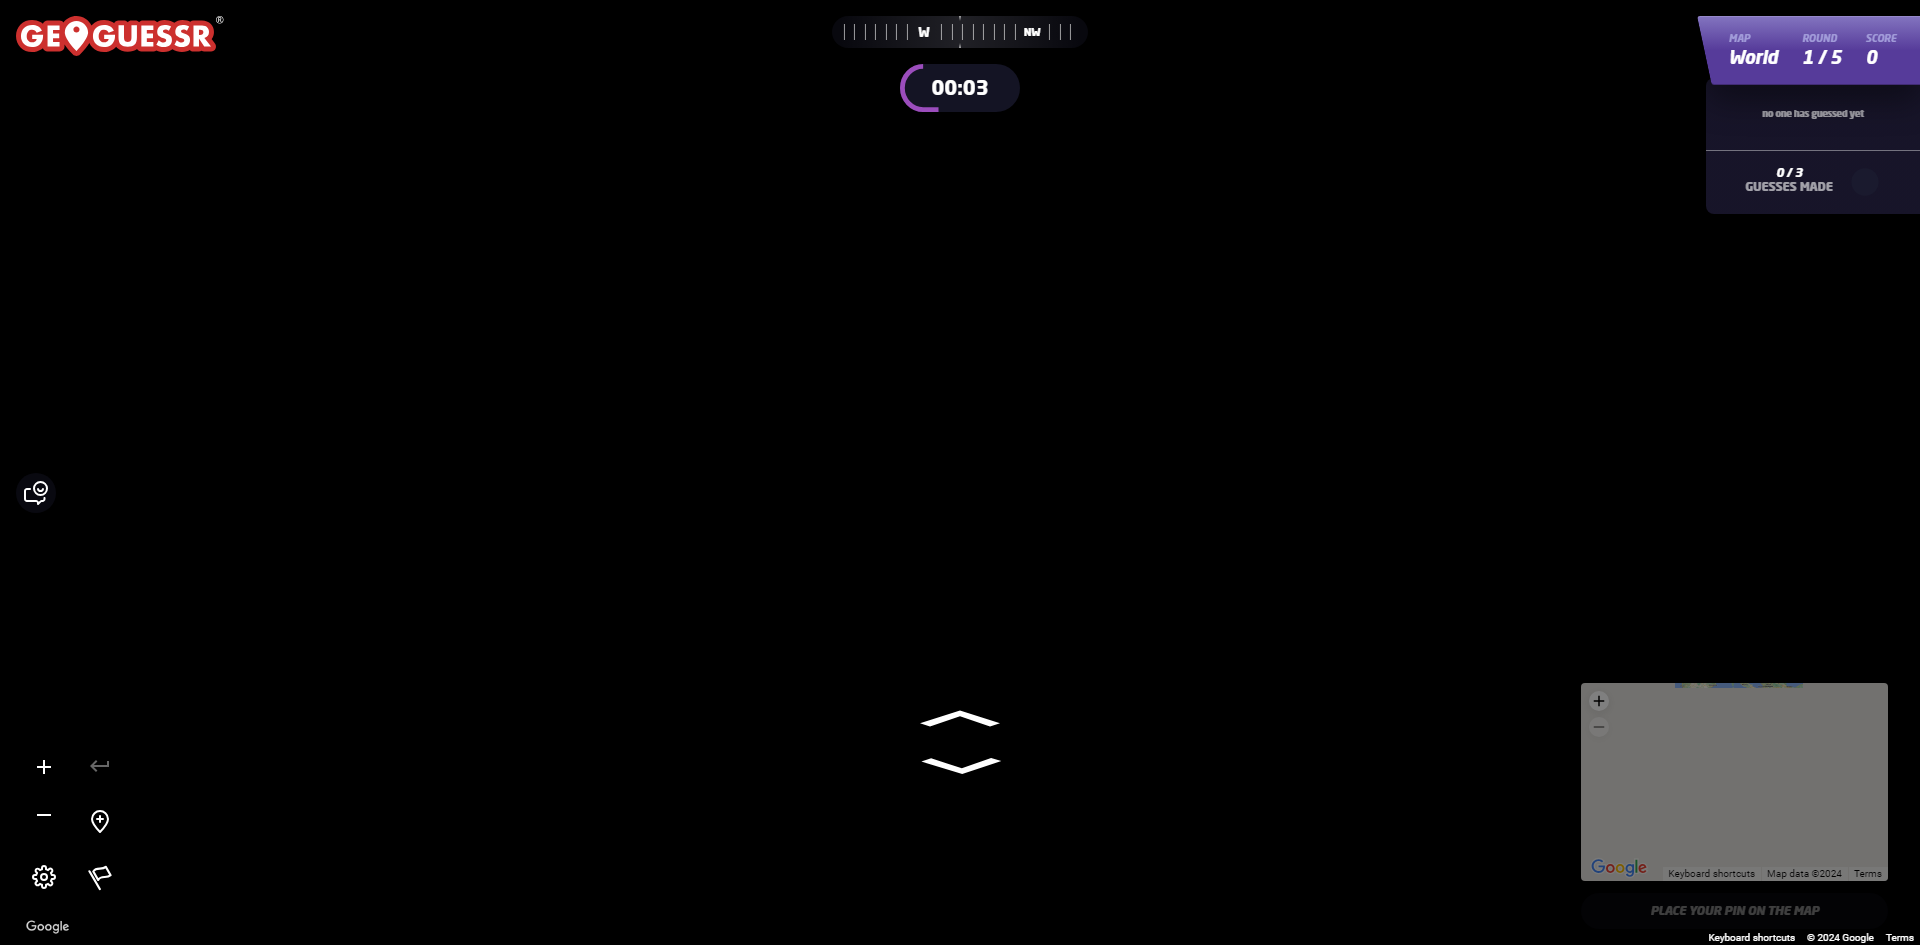 GEOGUESSR®
W NW
00:03
MAP ROUND SCORE
World 1 / 5 0
no one has guessed yet
0 / 3
GUESSES MADE
Google
Keyboard shortcuts Map data ©2024 Terms
PLACE YOUR PIN ON THE MAP
Google
Keyboard shortcuts © 2024 Google Terms